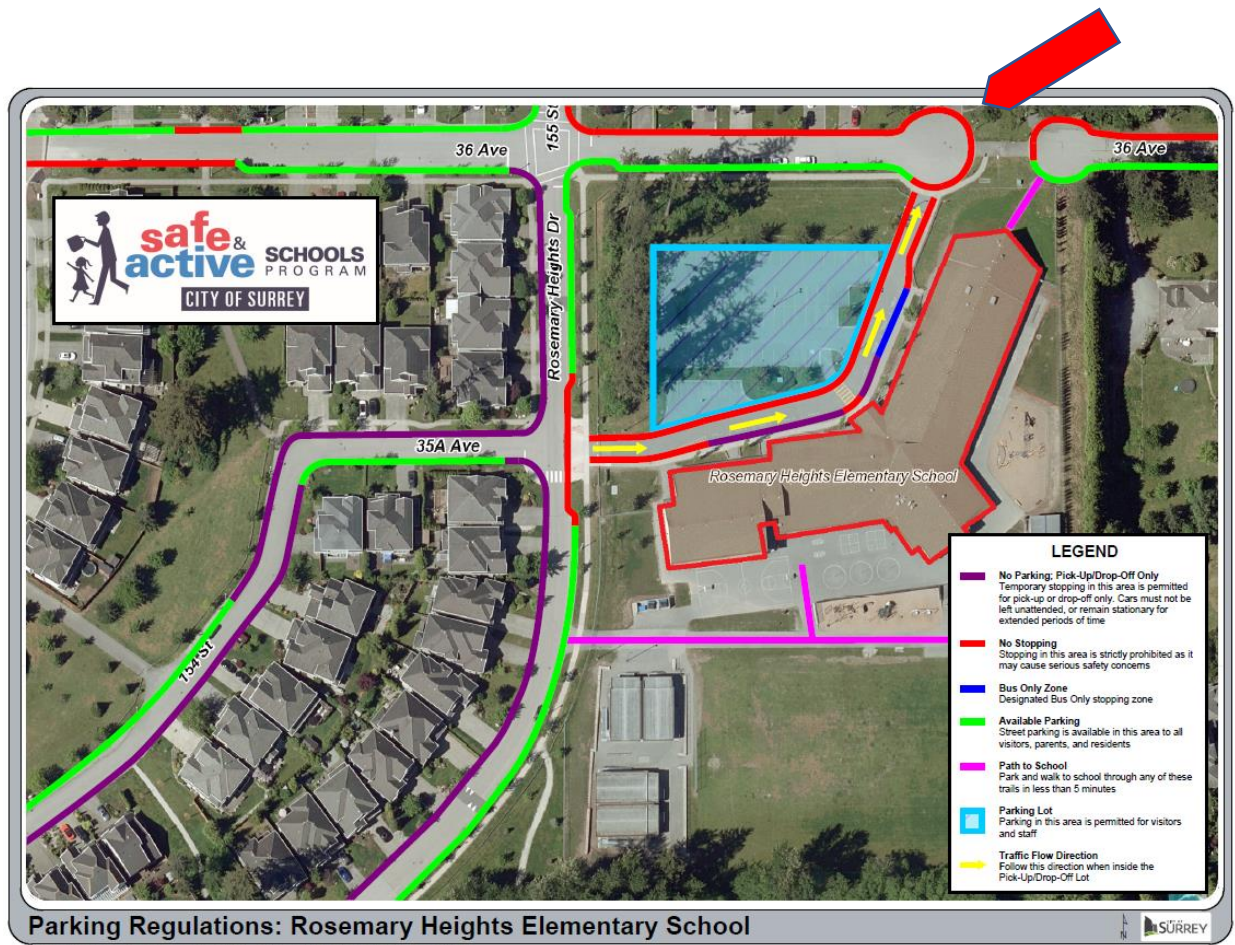 155 St
36 Ave
36 Ave
safe &
active
SCHOOLS
PROGRAM
CITY OF SURREY
Rosemary Heights Dr
35A Ave
Rosemary Heights Elementary School
154 St
LEGEND
No Parking; Pick-Up/Drop-Off Only
Temporary stopping in this area is permitted
for pick-up or drop-off only. Cars must not be
left unattended, or remain stationary for
extended periods of time
No Stopping
Stopping in this area is strictly prohibited as it
may cause serious safety concerns
Bus Only Zone
Designated Bus Only stopping zone
Available Parking
Street parking is available in this area to all
visitors, parents, and residents
Path to School
Park and walk to school through any of these
trails in less than 5 minutes
Parking Lot
Parking in this area is permitted for visitors
and staff
Traffic Flow Direction
Follow this direction when inside the
Pick-Up/Drop-Off Lot
Parking Regulations: Rosemary Heights Elementary School
N
SURREY